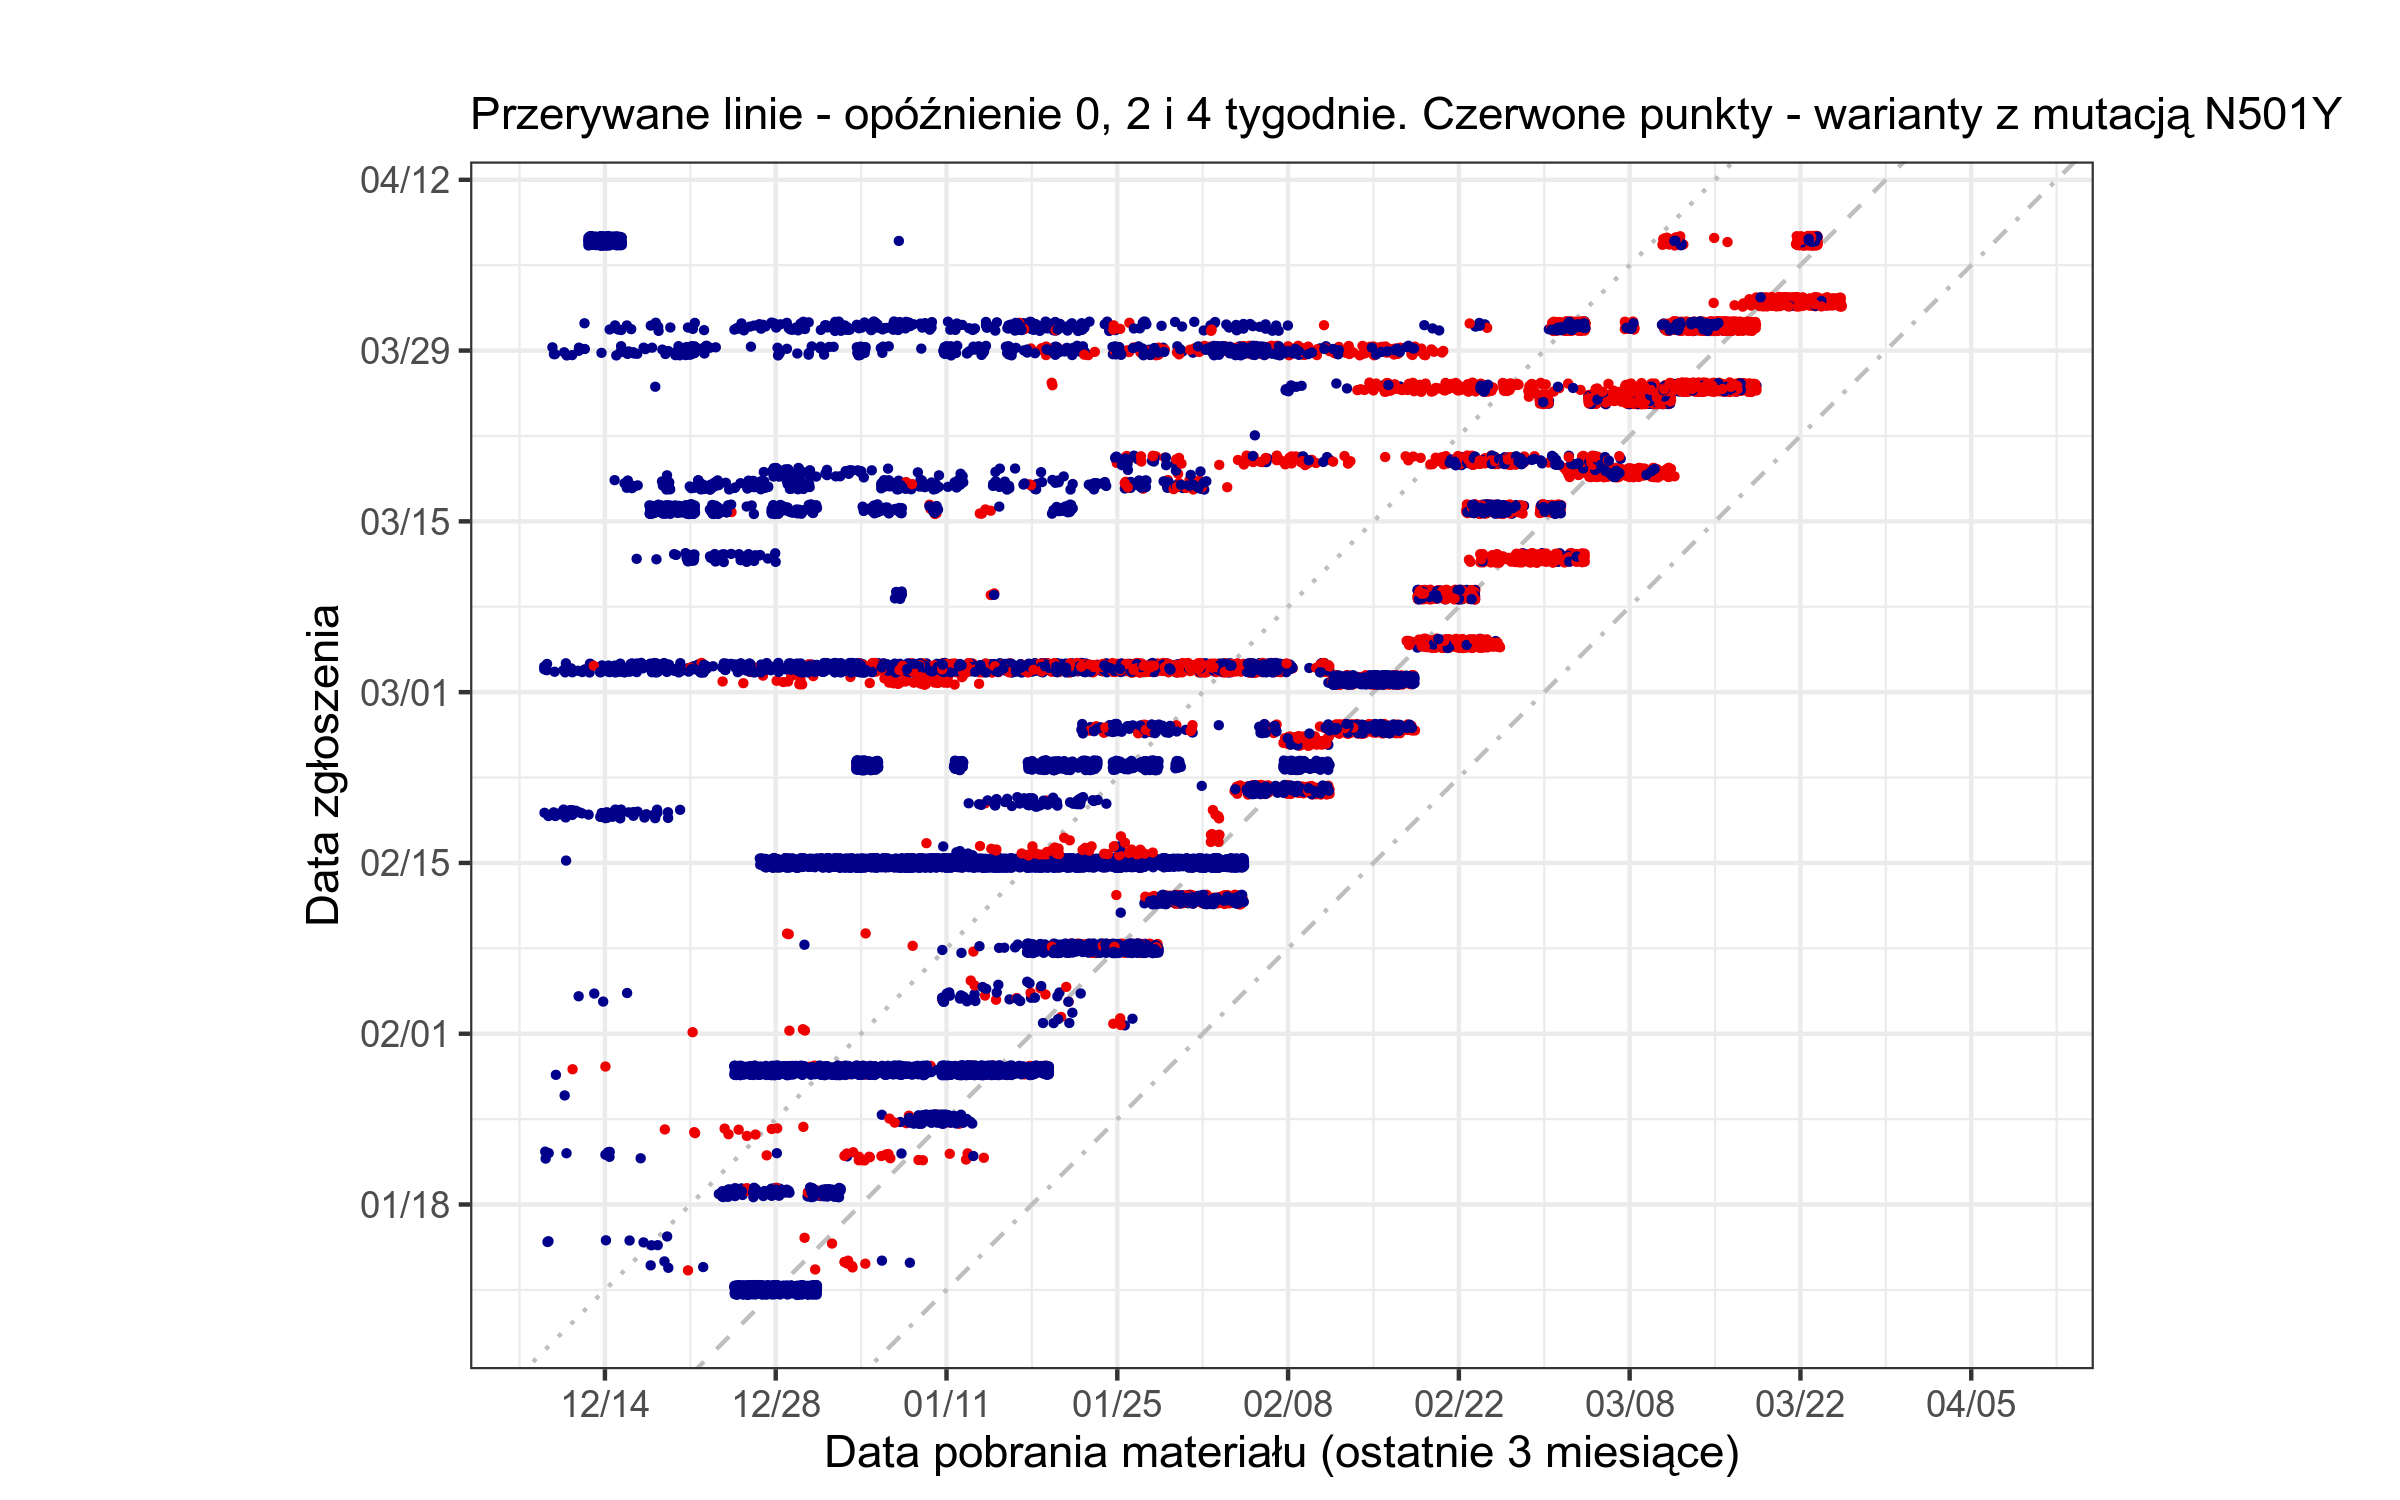 Przerywane linie - opóźnienie 0, 2 i 4 tygodnie. Czerwone punkty - warianty z mutacją N501Y
04/12
03/29
03/15
03/01
02/15
02/01
01/18
Data zgłoszenia
12/14 12/28 01/11 01/25 02/08 02/22 03/08 03/22 04/05
Data pobrania materiału (ostatnie 3 miesiące)